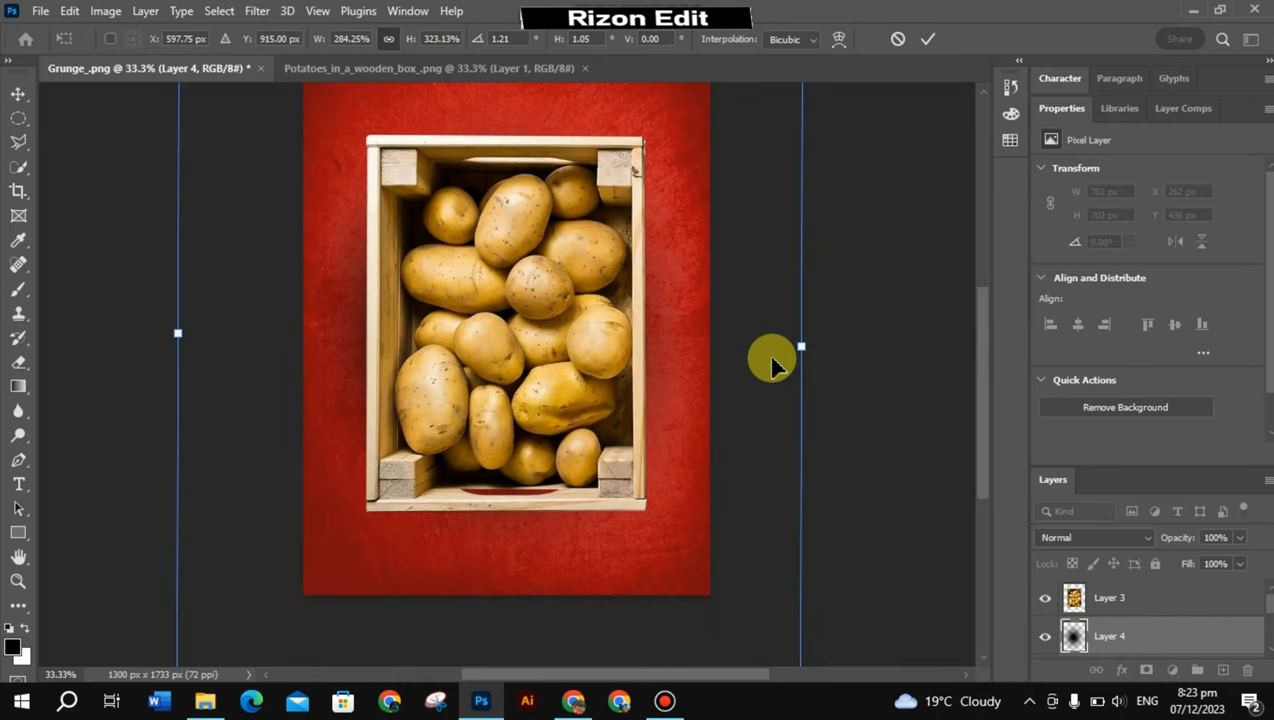 Rizon Edit
Ps File Edit Image Layer Type Select Filter 3D View Plugins Window Help
X: 597.75 px Y: 915.00 px W: 284.25% H: 323.13% 1.21 ° H: 1.05 ° V: 0.00 ° Interpolation: Bicubic Share
Grunge_.png @ 33.3% (Layer 4, RGB/8#) * × Potatoes_in_a_wooden_box_.png @ 33.3% (Layer 1, RGB/8#) ×
Character Paragraph Glyphs
Properties Libraries Layer Comps
Pixel Layer
Transform
W 702 px X 262 px
H 703 px Y 436 px
0.00°
Align and Distribute
Align:
Quick Actions
Remove Background
Layers
Kind
Normal Opacity: 100%
Lock: Fill: 100%
Layer 3
Layer 4
33.33% 1300 px x 1733 px (72 ppi)
19°C Cloudy ENG 8:23 pm
07/12/2023 2